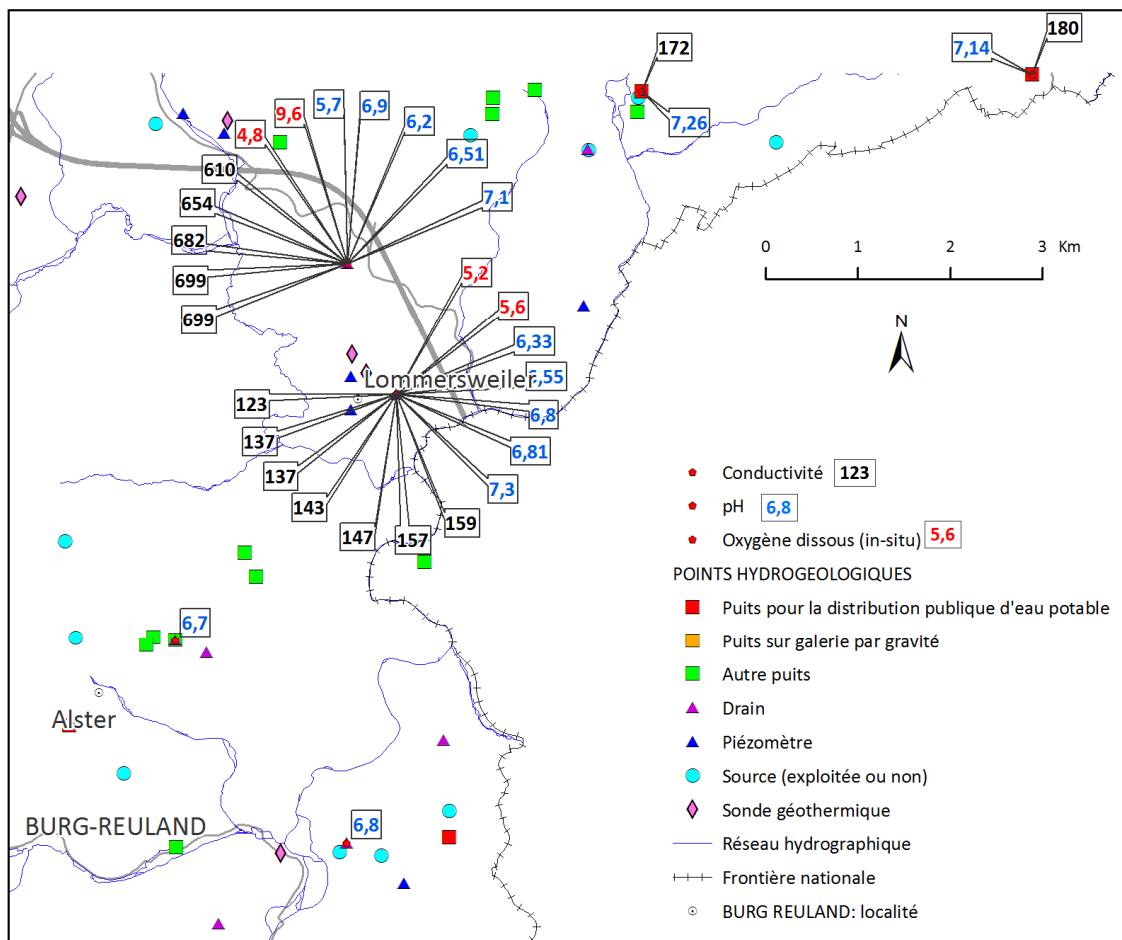 180
7,14
172
7,26
5,7
6,9
9,6
6,2
4,8
6,51
610
7,1
654
682
699
699
0 1 2 3 Km
N
5,2
5,6
6,33
6,55
Lommersweiler
6,8
6,81
7,3
123
137
137
143
147
157
159
6,7
Alster
BURG-REULAND
6,8
Conductivité 123
pH 6,8
Oxygène dissous (in-situ) 5,6
POINTS HYDROGEOLOGIQUES
Puits pour la distribution publique d'eau potable
Puits sur galerie par gravité
Autre puits
Drain
Piézomètre
Source (exploitée ou non)
Sonde géothermique
Réseau hydrographique
Frontière nationale
BURG REULAND: localité